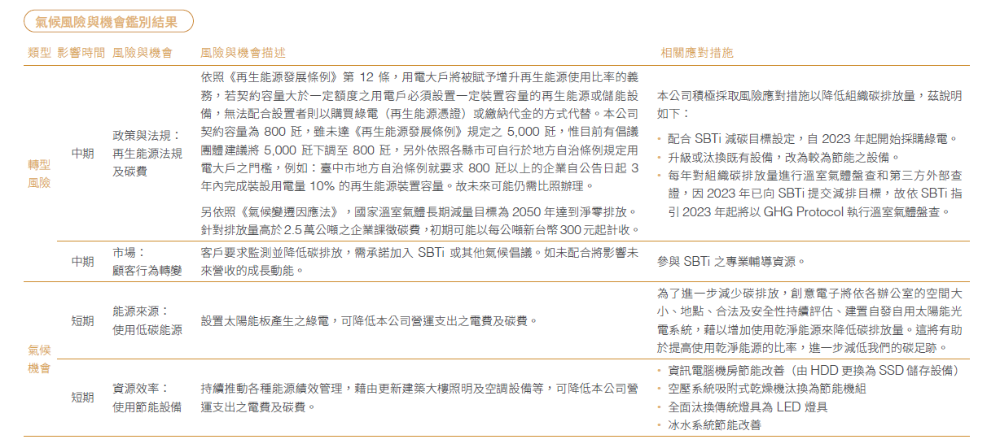 氣候風險與機會鑑別結果
類型 影響時間 風險與機會 風險與機會描述 相關應對措施
轉型
風險
中期
政策與法規：
再生能源法規
及碳費
依照《再生能源發展條例》第 12 條，用電大戶將被賦予增升再生能源使用比率的義
務，若契約容量大於一定額度之用電戶必須設置一定裝置容量的再生能源或儲能設
備，無法配合設置者則以購買綠電（再生能源憑證）或繳納代金的方式代替。本公司
契約容量為 800 瓩，雖未達《再生能源發展條例》規定之 5,000 瓩，惟目前有倡議
團體建議將 5,000 瓩下調至 800 瓩，另外依照各縣市可自行於地方自治條例規定用
電大戶之門檻，例如：臺中市地方自治條例就要求 800 瓩以上的企業自公告日起 3
年內完成裝設用電量 10% 的再生能源裝置容量。故未來可能仍需比照辦理。
另依照《氣候變遷因應法》，國家溫室氣體長期減量目標為 2050 年達到淨零排放。
針對排放量高於 2.5 萬公噸之企業課徵碳費，初期可能以每公噸新台幣 300 元起計收。
本公司積極採取風險應對措施以降低組織碳排放量，茲說明
如下：
• 配合 SBTi 減碳目標設定，自 2023 年起開始採購綠電。
• 升級或汰換既有設備，改為較為節能之設備。
• 每年對組織碳排放量進行溫室氣體盤查和第三方外部查
證，因 2023 年已向 SBTi 提交減排目標，故依 SBTi 指
引 2023 年起將以 GHG Protocol 執行溫室氣體盤查。
中期
市場：
顧客行為轉變
客戶要求監測並降低碳排放，需承諾加入 SBTi 或其他氣候倡議。如未配合將影響未
來營收的成長動能。
參與 SBTi 之專業輔導資源。
氣候
機會
短期
能源來源：
使用低碳能源
設置太陽能板產生之綠電，可降低本公司營運支出之電費及碳費。
為了進一步減少碳排放，創意電子將依各辦公室的空間大
小、地點、合法及安全性持續評估、建置自發自用太陽能光
電系統，藉以增加使用乾淨能源來降低碳排放量。這將有助
於提高使用乾淨能源的比率，進一步減低我們的碳足跡。
短期
資源效率：
使用節能設備
持續推動各種能源績效管理，藉由更新建築大樓照明及空調設備等，可降低本公司營
運支出之電費及碳費。
• 資訊電腦機房節能改善（由 HDD 更換為 SSD 儲存設備）
• 空壓系統吸附式乾燥機汰換為節能機組
• 全面汰換傳統燈具為 LED 燈具
• 冰水系統節能改善